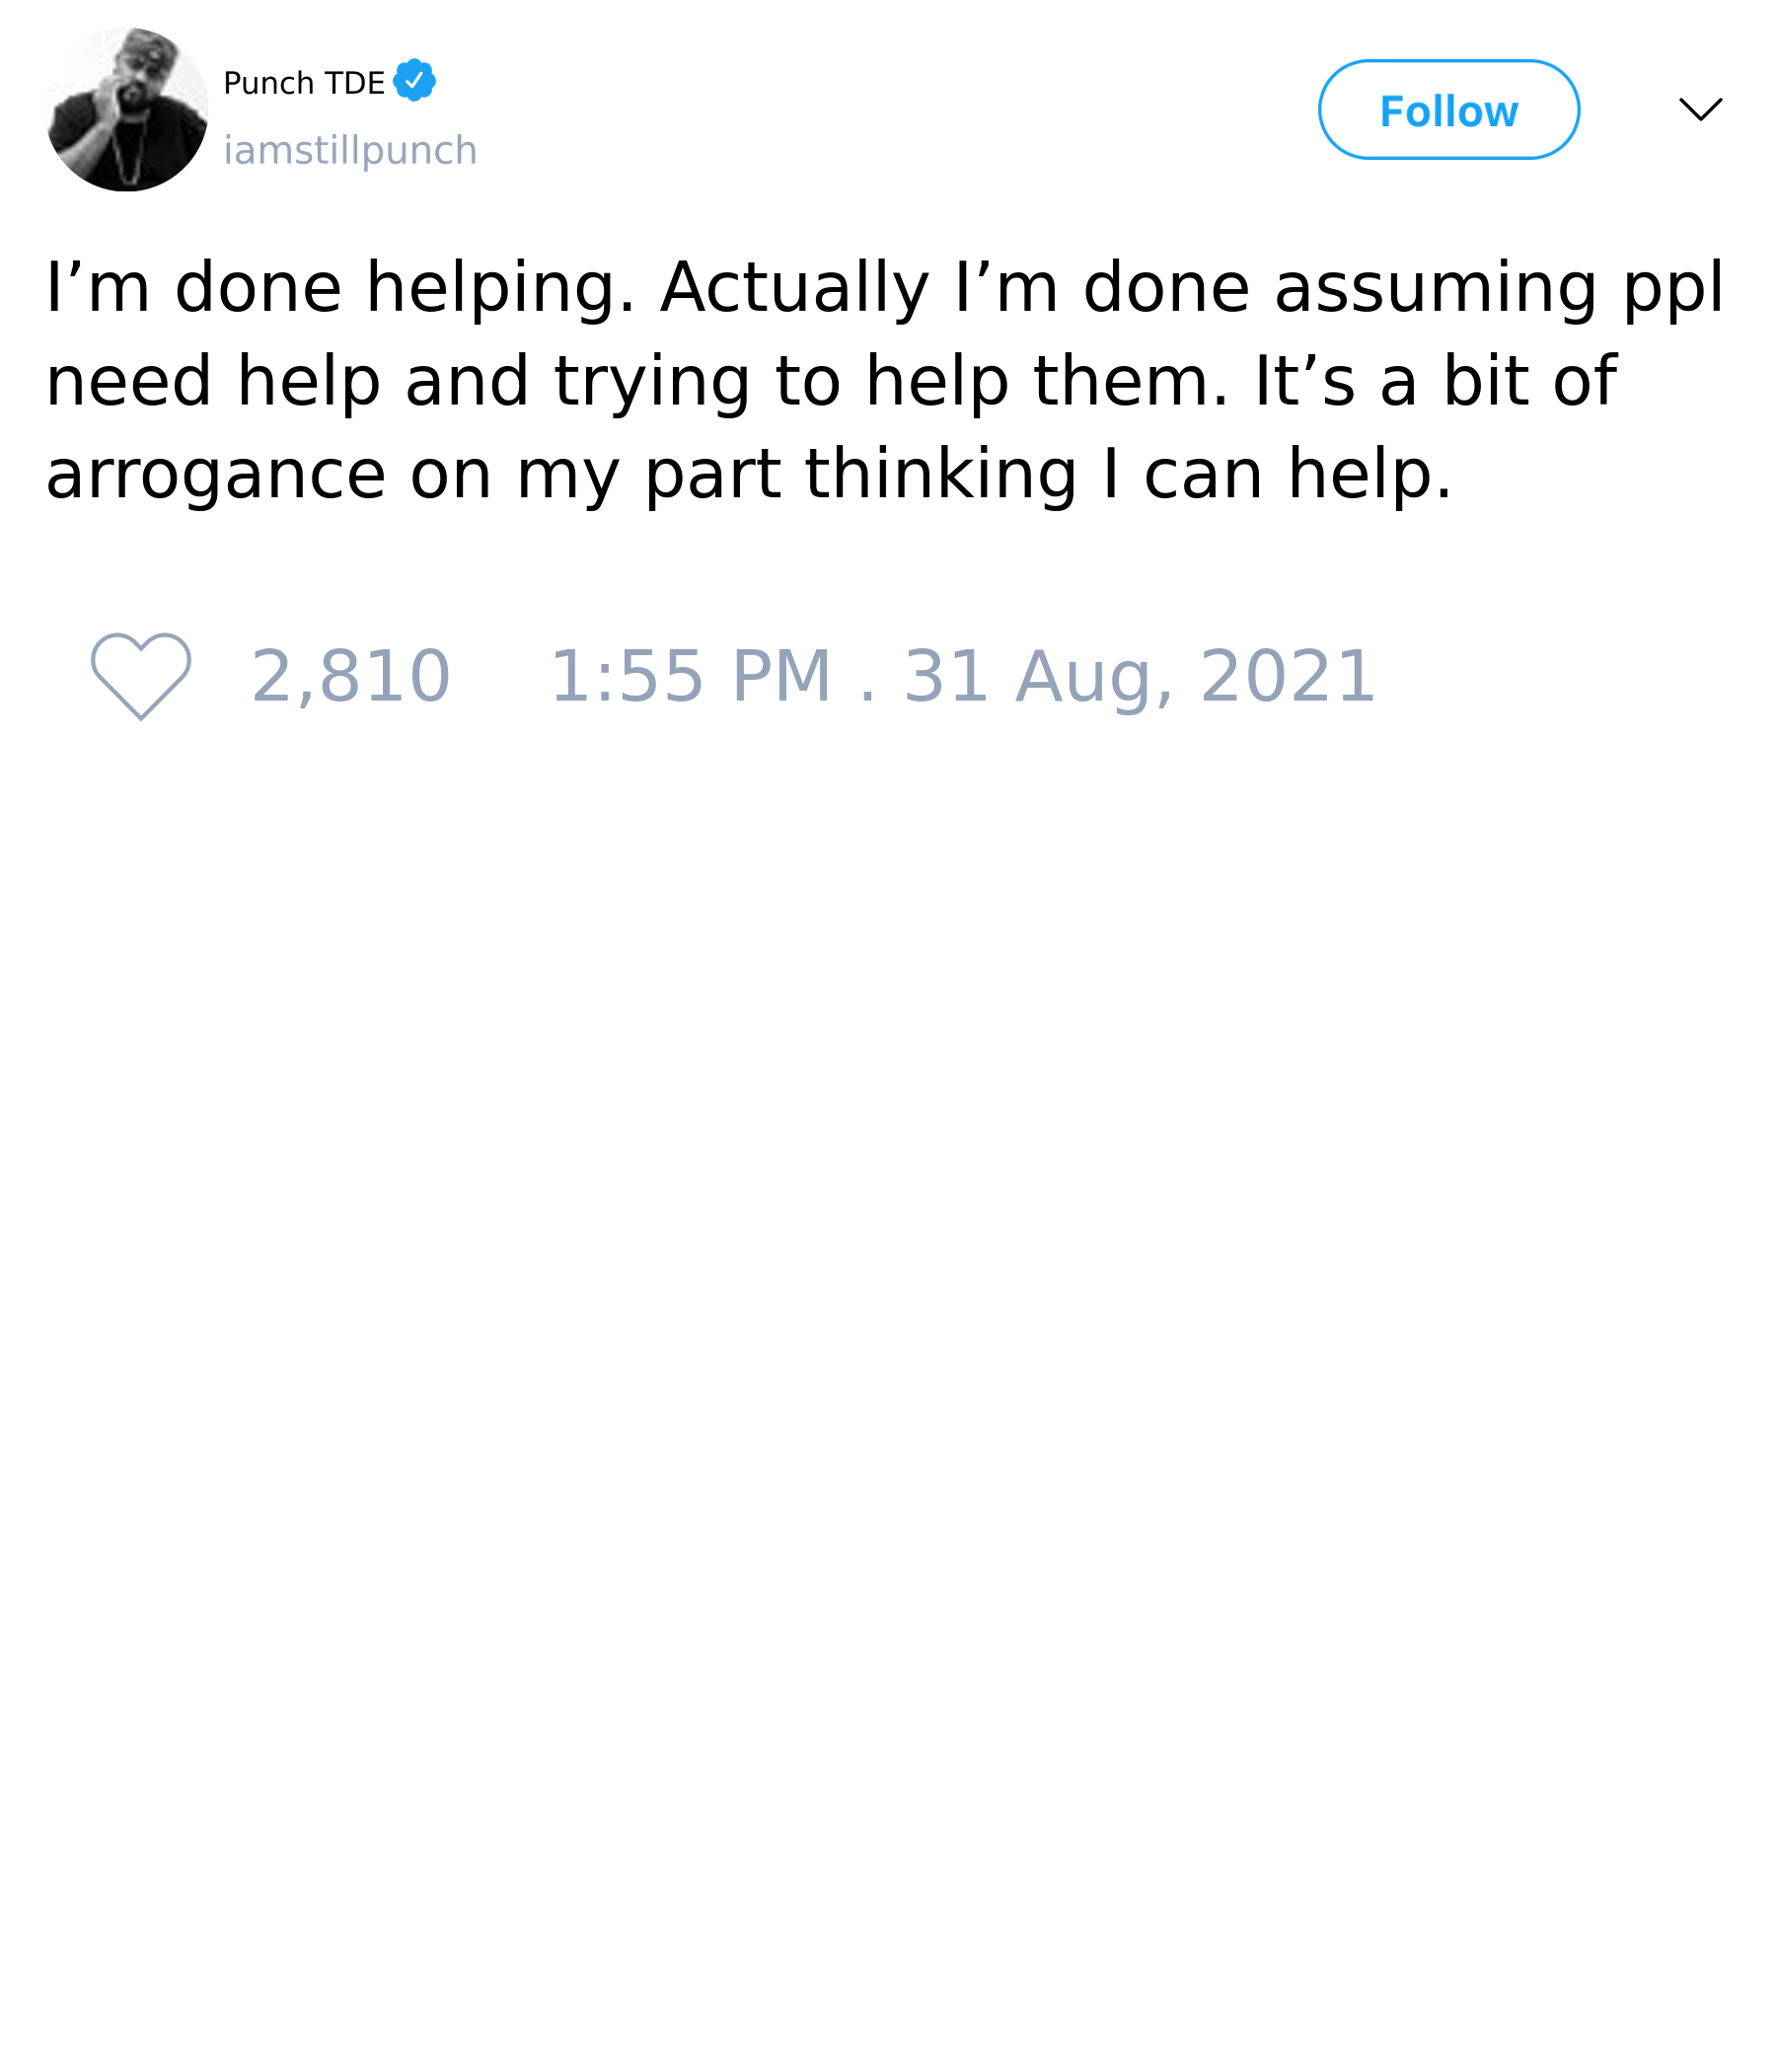 Punch TDE
iamstillpunch
Follow
I’m done helping. Actually I’m done assuming ppl
need help and trying to help them. It’s a bit of
arrogance on my part thinking I can help.
2,810 1:55 PM . 31 Aug, 2021